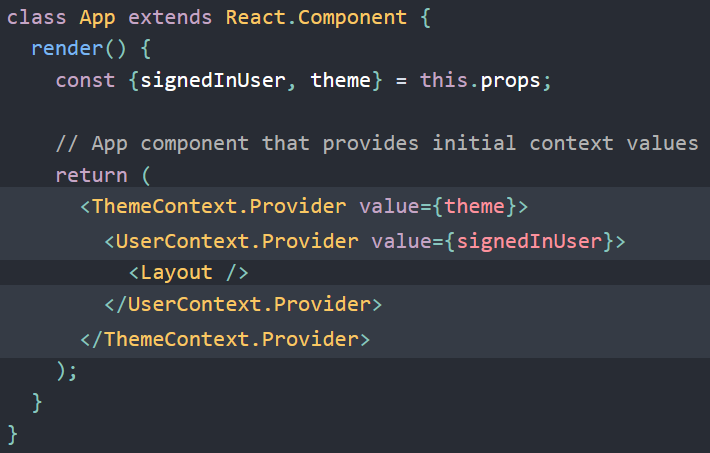 class App extends React.Component {
  render() {
    const {signedInUser, theme} = this.props;

    // App component that provides initial context values
    return (
      <ThemeContext.Provider value={theme}>
        <UserContext.Provider value={signedInUser}>
          <Layout />
        </UserContext.Provider>
      </ThemeContext.Provider>
    );
  }
}